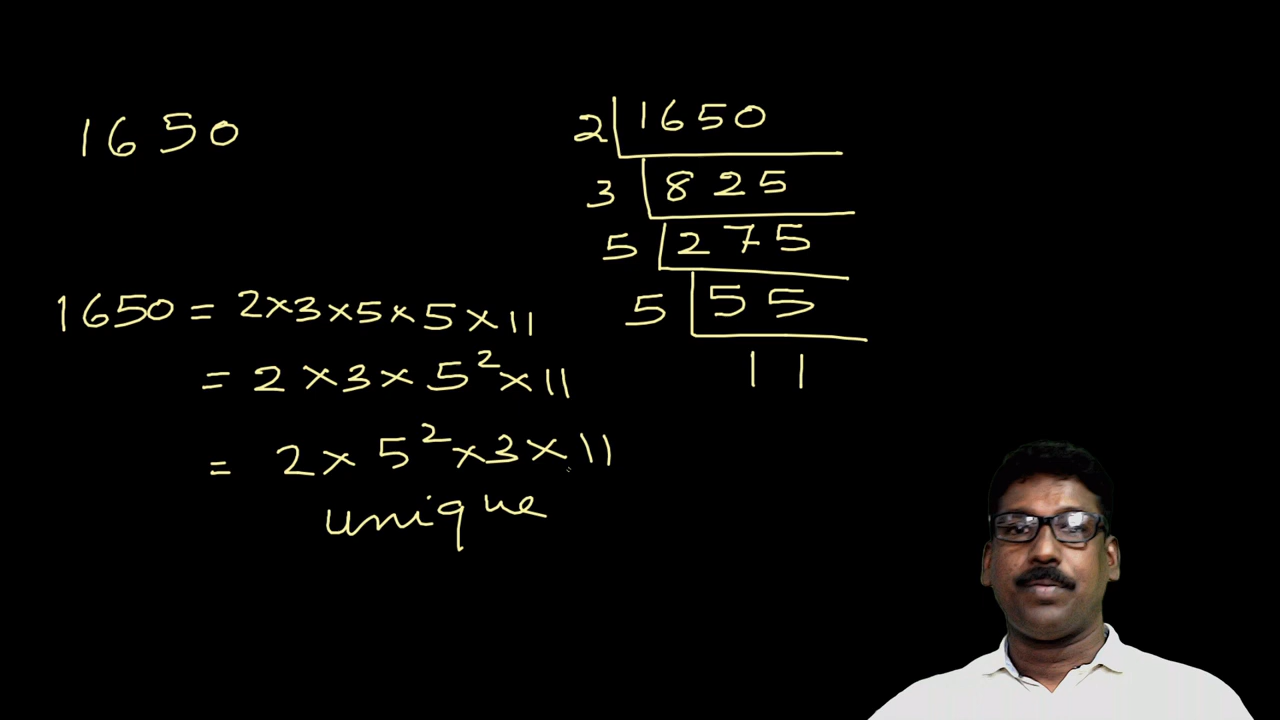 1650
1650 = 2×3×5×5×11
= 2×3×5²×11
= 2×5²×3×11
unique
2 | 1650
3 | 825
5 | 275
5 | 55
11